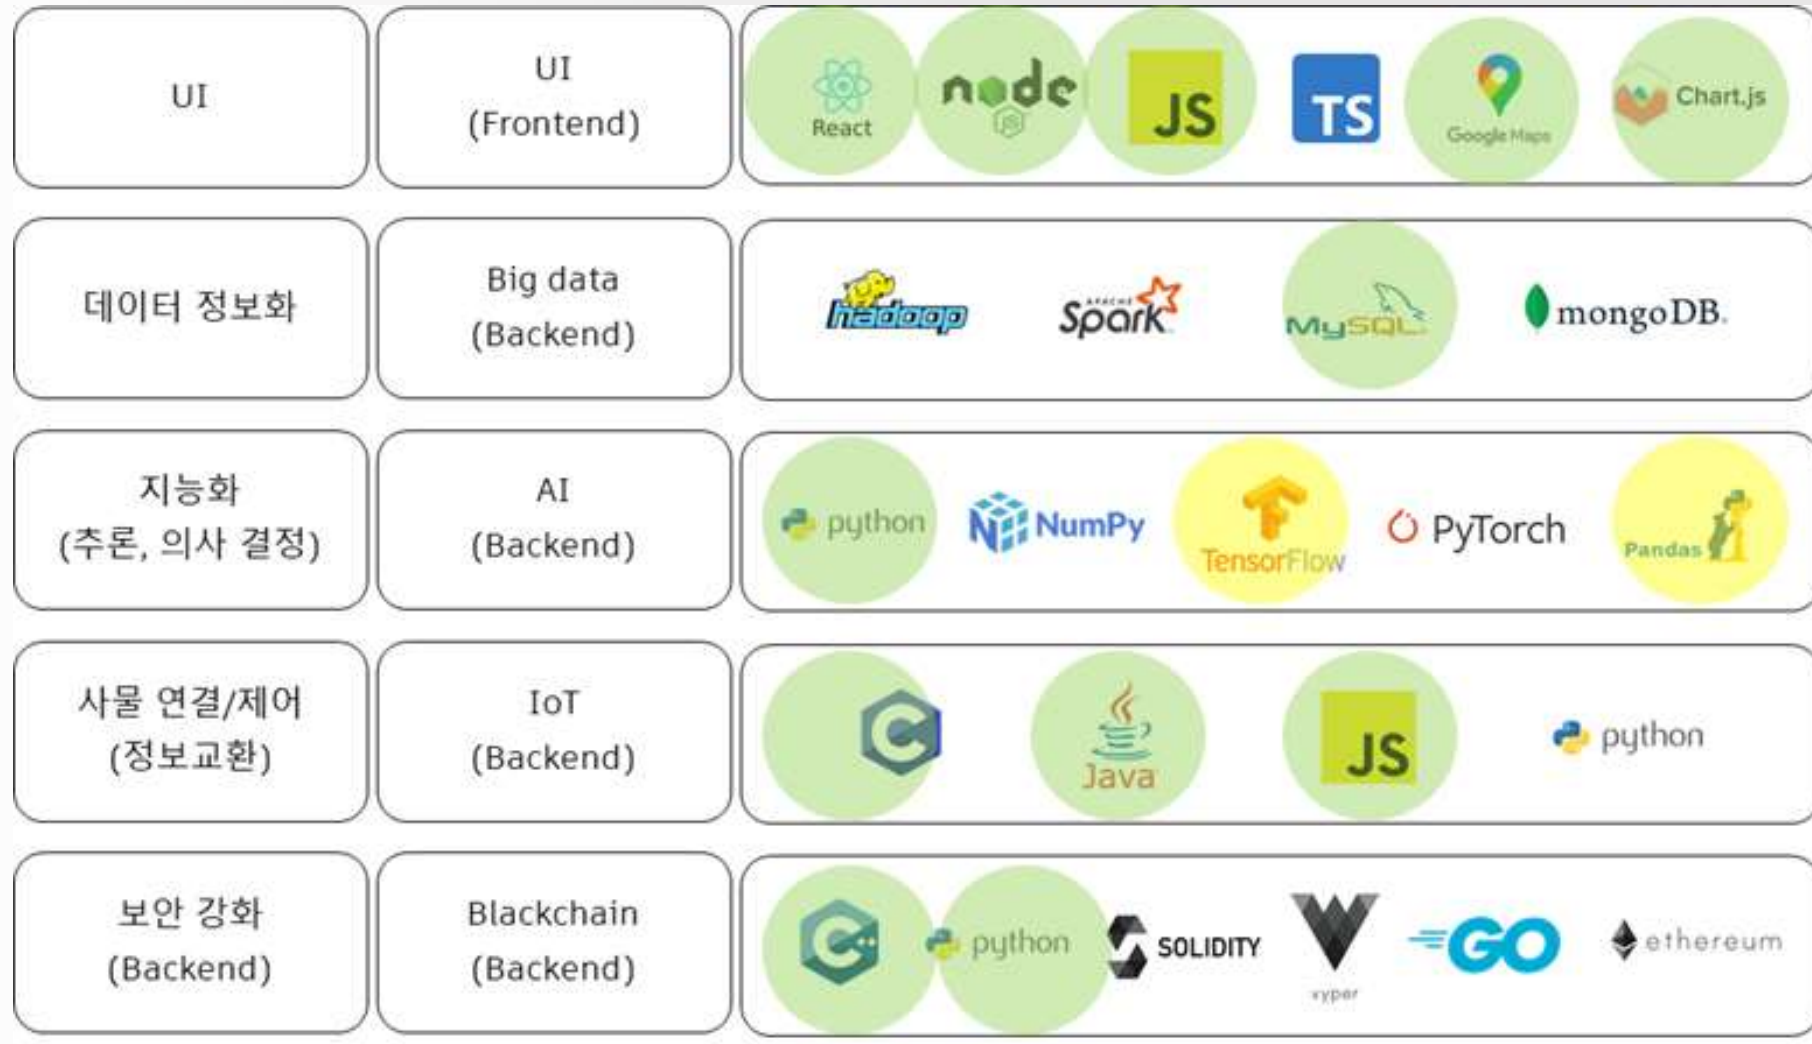 UI
UI
(Frontend)
React
node
JS
JS
TS
Google Maps
Chart.js
데이터 정보화
Big data
(Backend)
hadoop
APACHE
Spark
MySQL
mongoDB.
지능화
(추론, 의사 결정)
AI
(Backend)
python
NumPy
TensorFlow
PyTorch
Pandas
사물 연결/제어
(정보교환)
IoT
(Backend)
C
Java
JS
python
보안 강화
(Backend)
Blackchain
(Backend)
C++
python
SOLIDITY
vyper
GO
ethereum